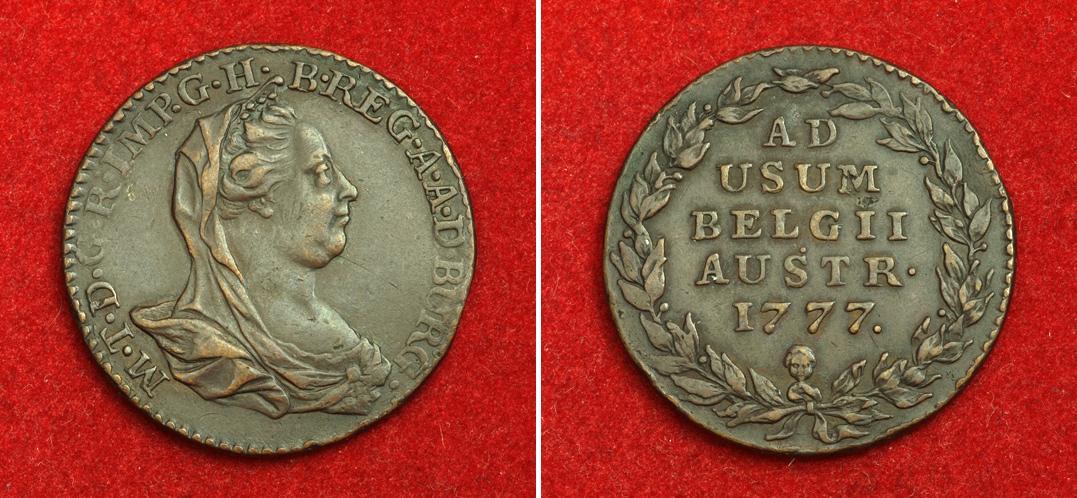 M·T·D·G·R·IMP·G·H·B·REG·A·A·D·BURG·
AD
USUM
BELGII
AUSTR·
1777.